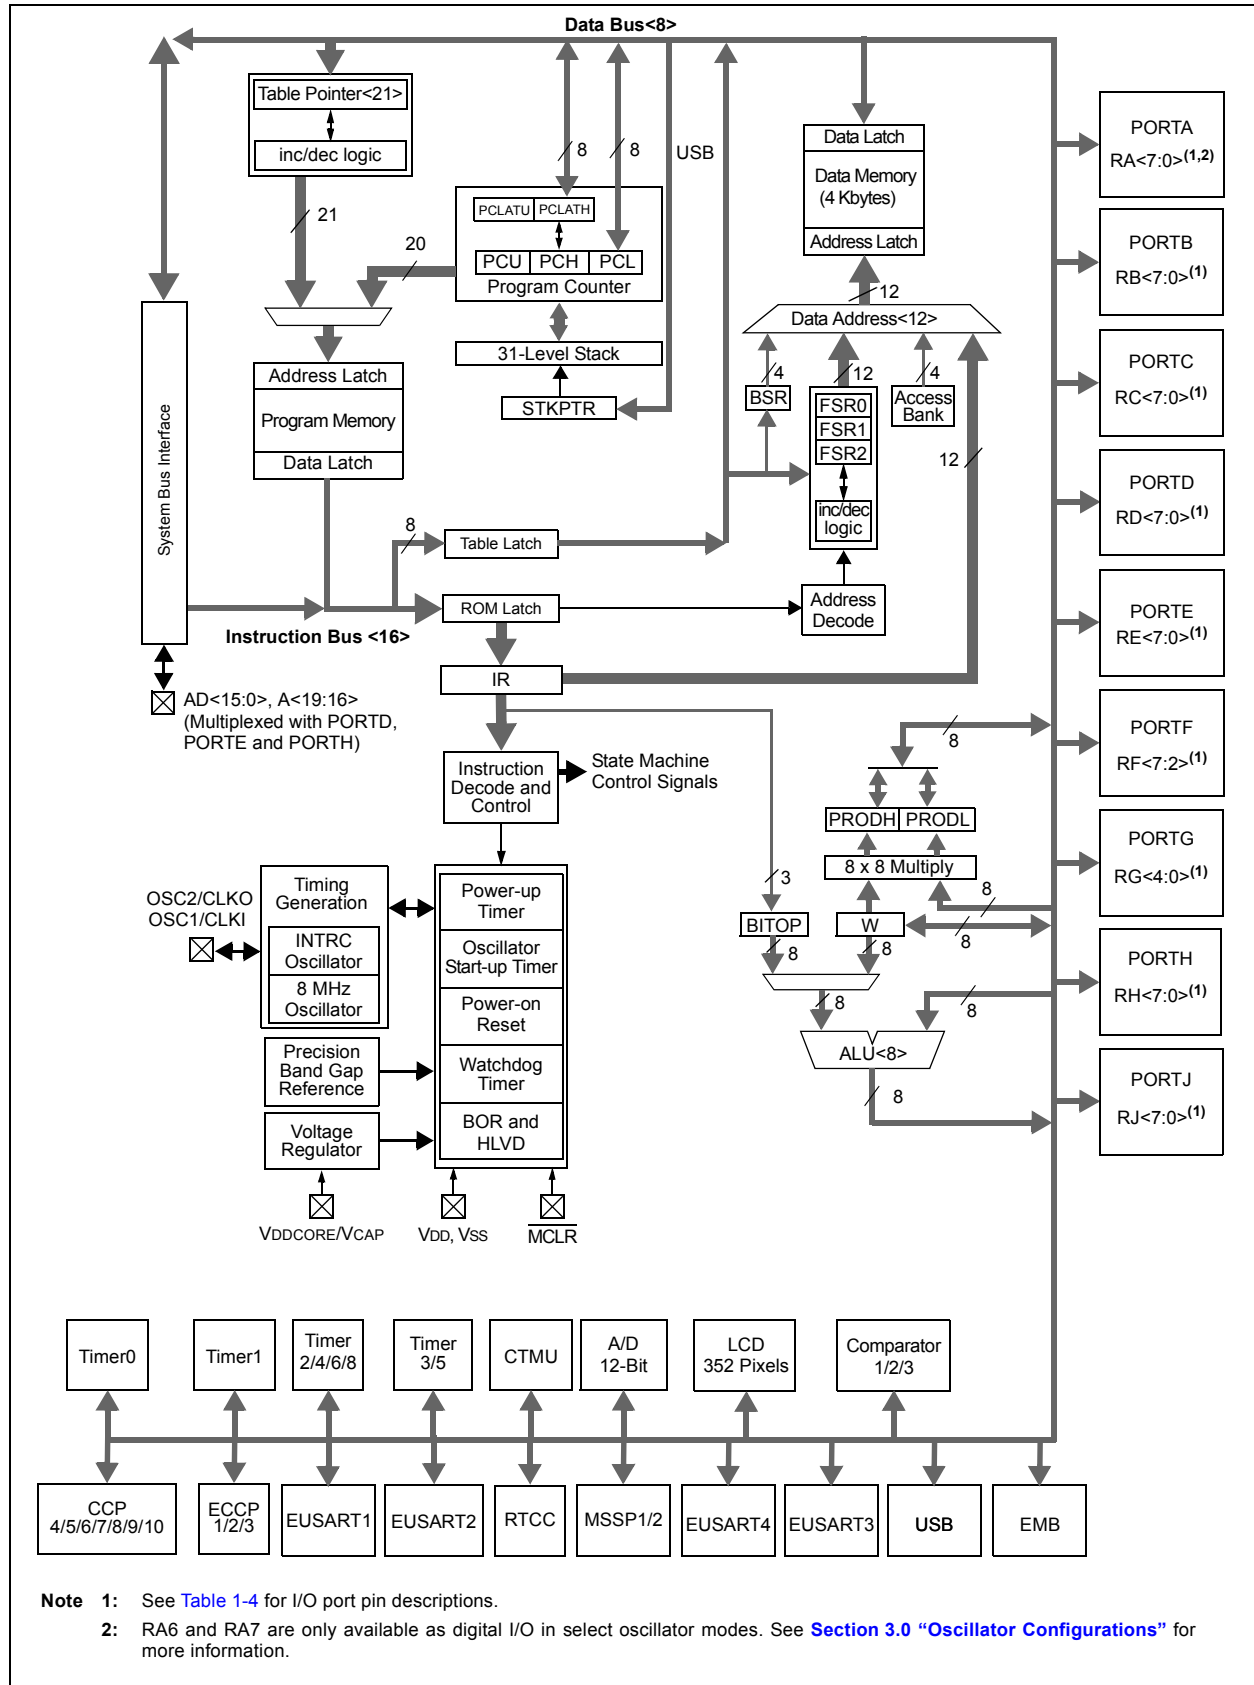 Data Bus<8>
Table Pointer<21>
inc/dec logic
21
20
8
8
USB
PCLATU
PCLATH
PCU
PCH
PCL
Program Counter
31-Level Stack
STKPTR
System Bus Interface
Address Latch
Program Memory
Data Latch
8
Table Latch
ROM Latch
Instruction Bus <16>
IR
AD<15:0>, A<19:16>
(Multiplexed with PORTD,
PORTE and PORTH)
Data Latch
Data Memory
(4 Kbytes)
Address Latch
12
Data Address<12>
4
12
4
BSR
FSR0
FSR1
FSR2
inc/dec
logic
Access
Bank
12
Address
Decode
Instruction
Decode and
Control
State Machine
Control Signals
8
PRODH
PRODL
8 x 8 Multiply
3
8
BITOP
W
8
8
8
8
8
ALU<8>
8
OSC2/CLKO
OSC1/CLKI
Timing
Generation
INTRC
Oscillator
8 MHz
Oscillator
Precision
Band Gap
Reference
Voltage
Regulator
Power-up
Timer
Oscillator
Start-up Timer
Power-on
Reset
Watchdog
Timer
BOR and
HLVD
VDDCORE/VCAP
VDD, VSS
MCLR
PORTA
RA<7:0>(1,2)
PORTB
RB<7:0>(1)
PORTC
RC<7:0>(1)
PORTD
RD<7:0>(1)
PORTE
RE<7:0>(1)
PORTF
RF<7:2>(1)
PORTG
RG<4:0>(1)
PORTH
RH<7:0>(1)
PORTJ
RJ<7:0>(1)
Timer0
Timer1
Timer
2/4/6/8
Timer
3/5
CTMU
A/D
12-Bit
LCD
352 Pixels
Comparator
1/2/3
CCP
4/5/6/7/8/9/10
ECCP
1/2/3
EUSART1
EUSART2
RTCC
MSSP1/2
EUSART4
EUSART3
USB
EMB
Note 1: See Table 1-4 for I/O port pin descriptions.
2: RA6 and RA7 are only available as digital I/O in select oscillator modes. See Section 3.0 “Oscillator Configurations” for
more information.